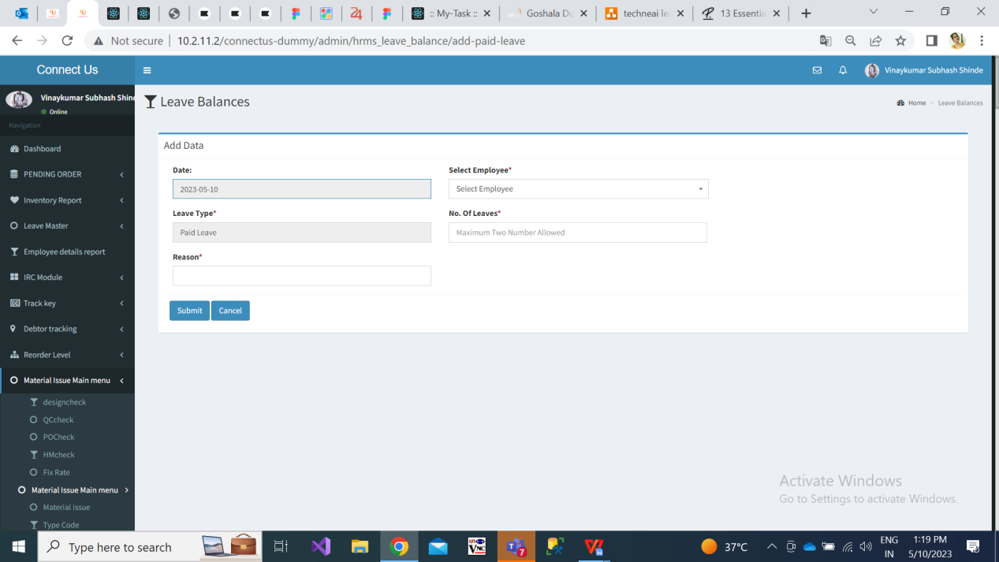 :: My-Task ::
Goshala Du
techneai le
13 Essentia
Not secure | 10.2.11.2/connectus-dummy/admin/hrms_leave_balance/add-paid-leave
Connect Us
Vinaykumar Subhash Shinde
Vinaykumar Subhash Shind
Online
Navigation
Leave Balances
Home > Leave Balances
Dashboard
PENDING ORDER
Inventory Report
Leave Master
Employee details report
IRC Module
Track key
Debtor tracking
Reorder Level
Material Issue Main menu
designcheck
QCcheck
POCheck
HMcheck
Fix Rate
Material Issue Main menu
Material Issue
Type Code
Add Data
Date:
Select Employee*
2023-05-10
Select Employee
Leave Type*
No. Of Leaves*
Paid Leave
Maximum Two Number Allowed
Reason*
Submit
Cancel
Activate Windows
Go to Settings to activate Windows.
Type here to search
7
37°C
ENG
IN
1:19 PM
5/10/2023